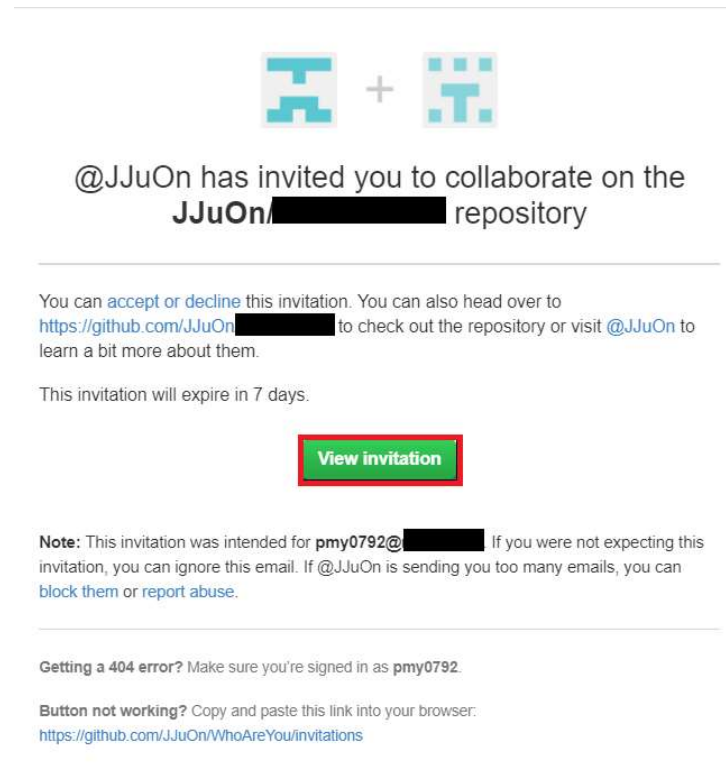 @JJuOn has invited you to collaborate on the
JJuOn/ repository
You can accept or decline this invitation. You can also head over to
https://github.com/JJuOn to check out the repository or visit @JJuOn to
learn a bit more about them.
This invitation will expire in 7 days.
View invitation
Note: This invitation was intended for pmy0792@ . If you were not expecting this
invitation, you can ignore this email. If @JJuOn is sending you too many emails, you can
block them or report abuse.
Getting a 404 error? Make sure you're signed in as pmy0792.
Button not working? Copy and paste this link into your browser:
https://github.com/JJuOn/WhoAreYou/invitations